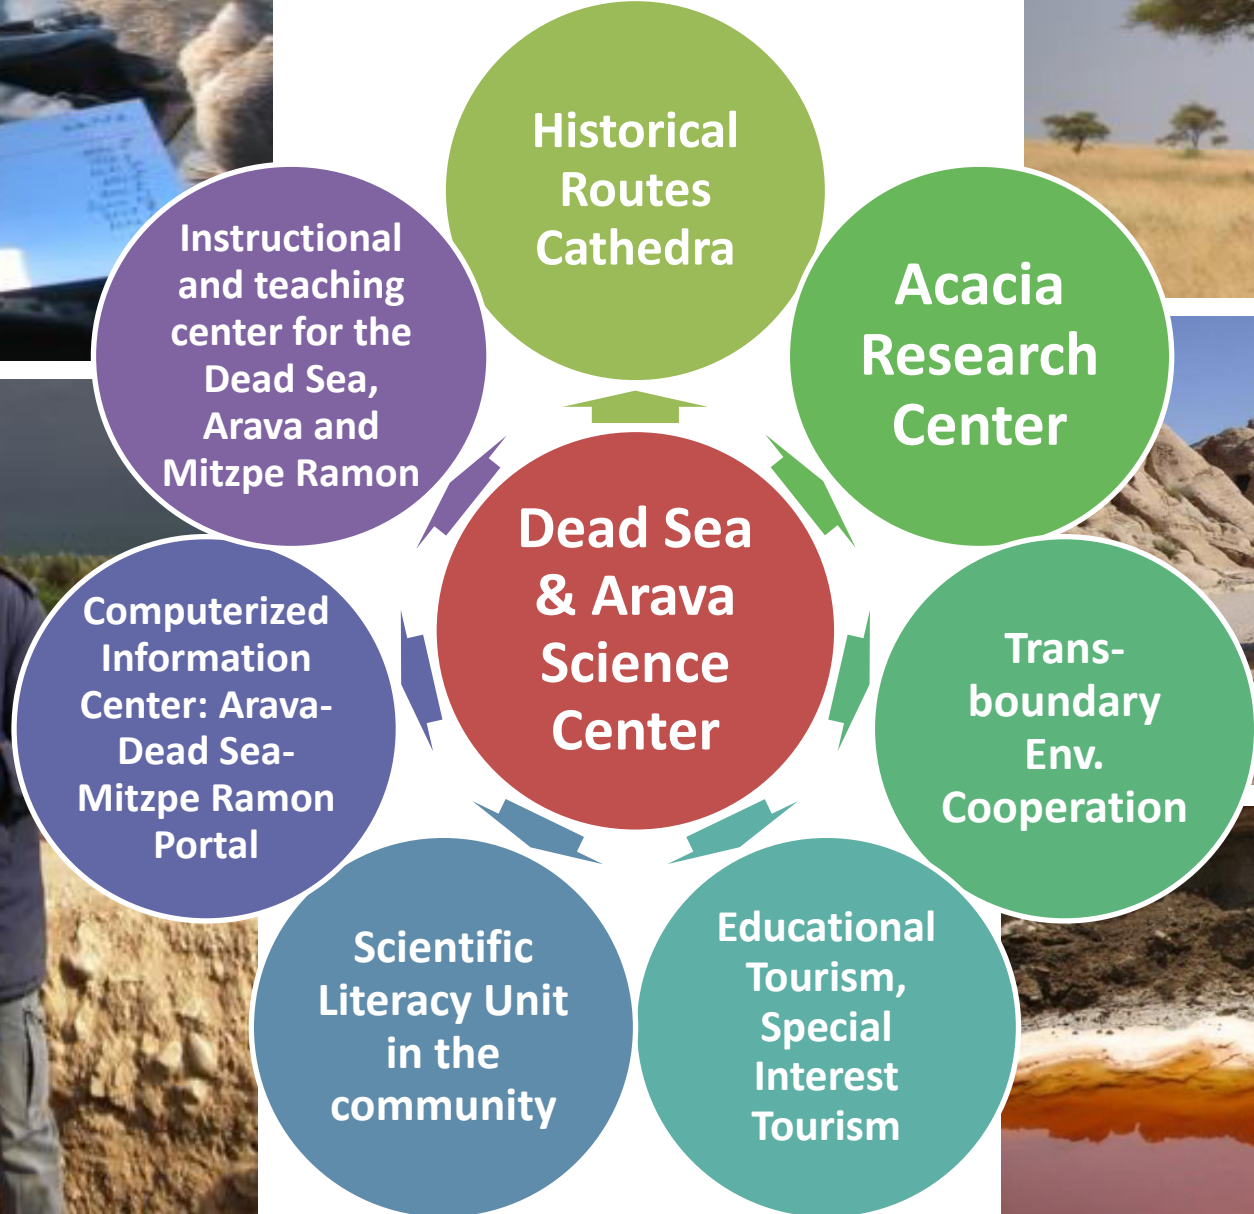 Historical
Routes
Cathedra
Acacia
Research
Center
Trans-
boundary
Env.
Cooperation
Educational
Tourism,
Special
Interest
Tourism
Scientific
Literacy Unit
in the
community
Computerized
Information
Center: Arava-
Dead Sea-
Mitzpe Ramon
Portal
Instructional
and teaching
center for the
Dead Sea,
Arava and
Mitzpe Ramon
Dead Sea
& Arava
Science
Center